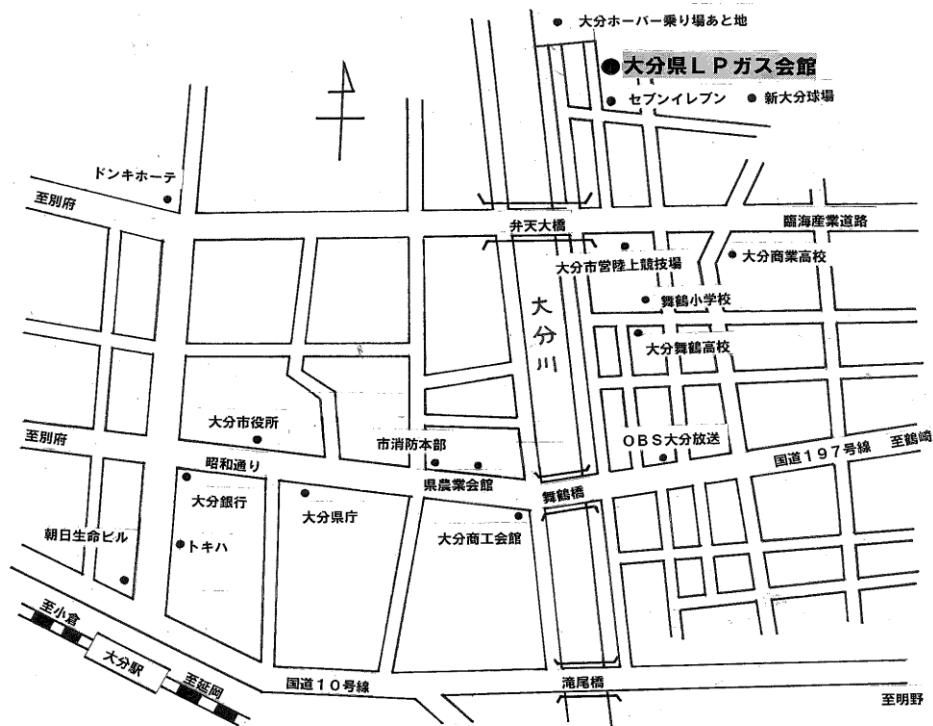 大分ホーバー乗り場あと地
大分県ＬＰガス会館
セブンイレブン
新大分球場
ドンキホーテ
至別府
弁天大橋
臨海産業道路
大分市営陸上競技場
大分商業高校
舞鶴小学校
大分川
大分舞鶴高校
大分市役所
市消防本部
ＯＢＳ大分放送
至別府
昭和通り
県農業会館
国道１９７号線
至鶴崎
大分銀行
舞鶴橋
大分県庁
大分商工会館
朝日生命ビル
トキハ
至小倉
大分駅
至延岡
国道１０号線
滝尾橋
至明野